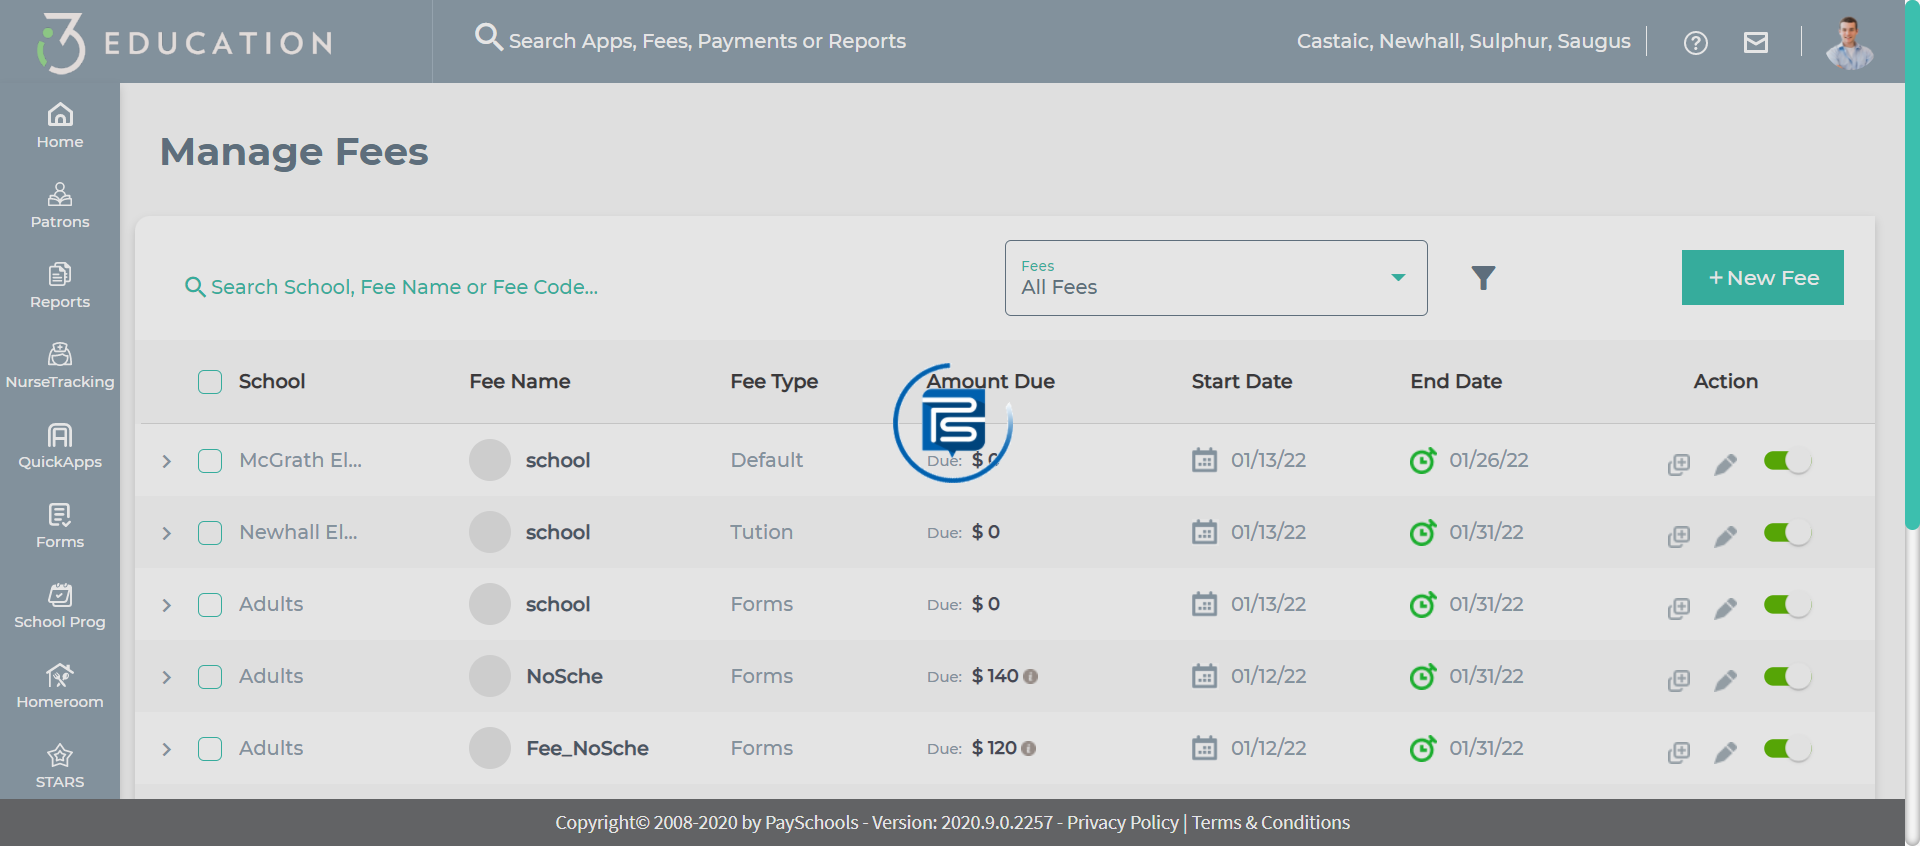 i3 EDUCATION
Search Apps, Fees, Payments or Reports
Castaic, Newhall, Sulphur, Saugus
Home
Patrons
Reports
NurseTracking
QuickApps
Forms
School Prog
Homeroom
STARS
Manage Fees
Search School, Fee Name or Fee Code...
Fees
All Fees
+ New Fee
School Fee Name Fee Type Amount Due Start Date End Date Action
McGrath El... school Default Due: $ 0 01/13/22 01/26/22
Newhall El... school Tution Due: $ 0 01/13/22 01/31/22
Adults school Forms Due: $ 0 01/13/22 01/31/22
Adults NoSche Forms Due: $ 140 01/12/22 01/31/22
Adults Fee_NoSche Forms Due: $ 120 01/12/22 01/31/22
PS
Copyright© 2008-2020 by PaySchools - Version: 2020.9.0.2257 - Privacy Policy | Terms & Conditions